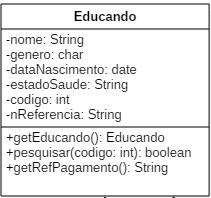 Educando
-nome: String
-genero: char
-dataNascimento: date
-estadoSaude: String
-codigo: int
-nReferencia: String
+getEducando(): Educando
+pesquisar(codigo: int): boolean
+getRefPagamento(): String